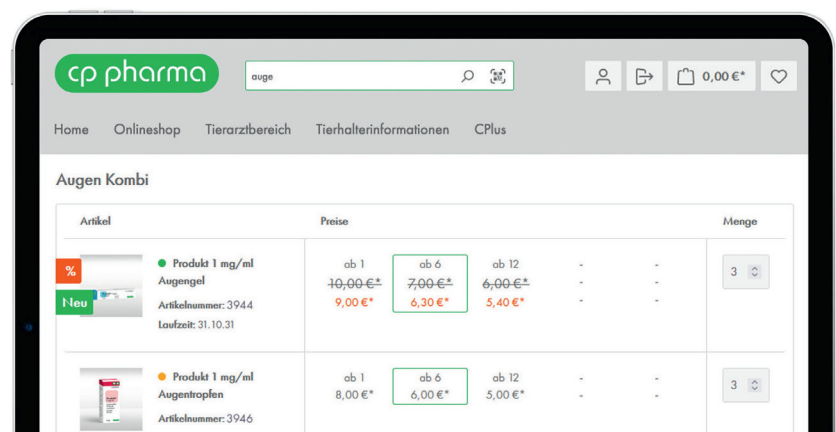 cp pharma
auge
0,00 €*
Home Onlineshop Tierarztbereich Tierhalterinformationen CPlus
Augen Kombi
Artikel Preise Menge
%
Neu
Produkt 1 mg/ml
Augengel
Artikelnummer: 3944
Laufzeit: 31.10.31
ab 1 ab 6 ab 12 - -
10,00 €* 7,00 €* 6,00 €* - -
9,00 €* 6,30 €* 5,40 €* - -
3
Produkt 1 mg/ml
Augentropfen
Artikelnummer: 3946
ab 1 ab 6 ab 12 - -
8,00 €* 6,00 €* 5,00 €* - -
3